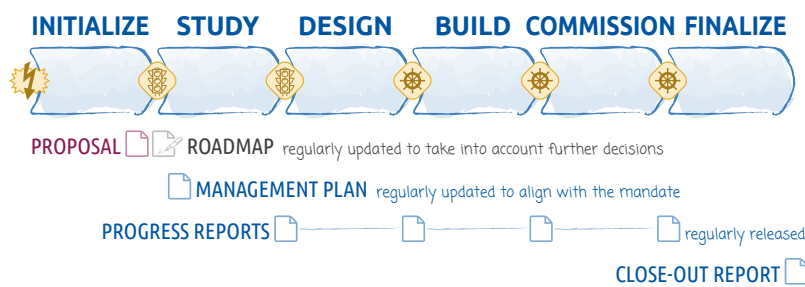 INITIALIZE STUDY DESIGN BUILD COMMISSION FINALIZE
PROPOSAL ROADMAP regularly updated to take into account further decisions
MANAGEMENT PLAN regularly updated to align with the mandate
PROGRESS REPORTS regularly released
CLOSE-OUT REPORT